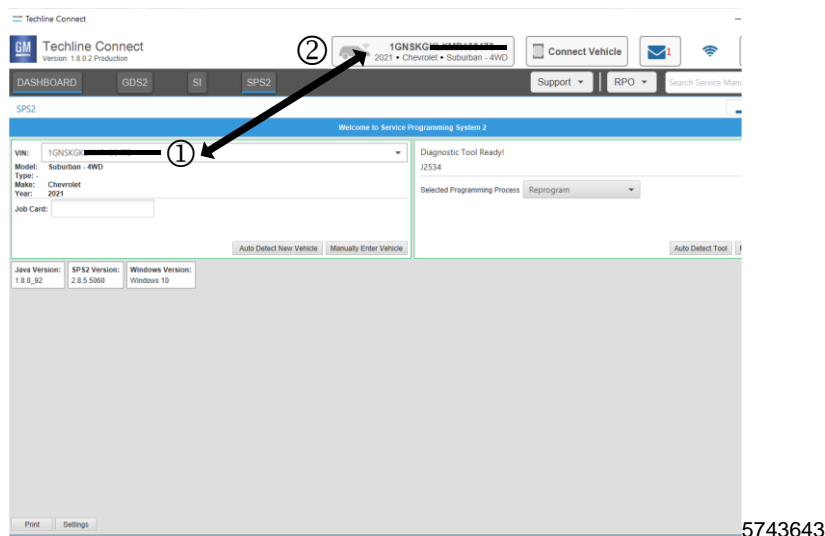 Techline Connect
GM Techline Connect
Version: 1.8.0.2 Production
②
2021 • Chevrolet • Suburban - 4WD
Connect Vehicle
1
DASHBOARD GDS2 SI SPS2 Support RPO Search Service Man
SPS2
Welcome to Service Programming System 2
VIN: 1GNSKGK
①
Model: Suburban - 4WD
Type: -
Make: Chevrolet
Year: 2021
Job Card:
Auto Detect New Vehicle Manually Enter Vehicle
Diagnostic Tool Ready!
J2534
Selected Programming Process Reprogram
Auto Detect Tool
Java Version: SPS2 Version: Windows Version:
1.8.0_92 2.8.5.5060 Windows 10
Print Settings
5743643